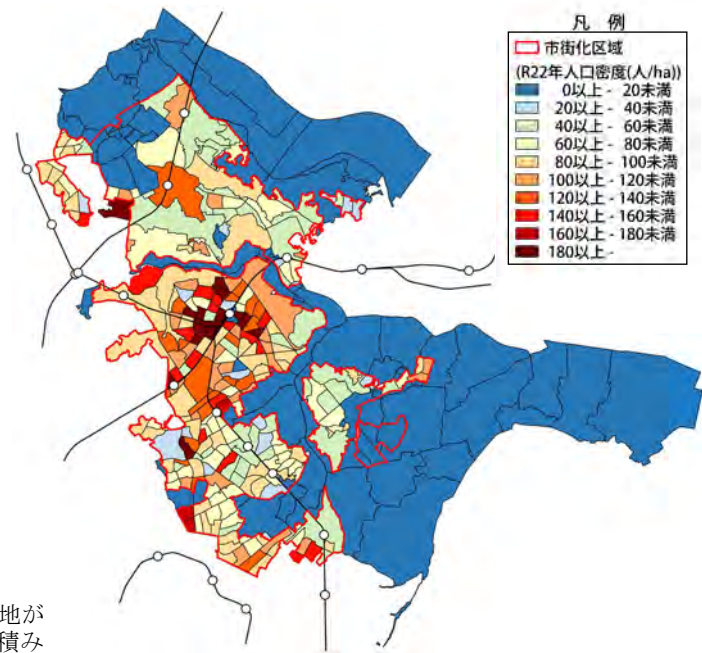 凡 例
市街化区域
(R22年人口密度(人/ha))
0以上 - 20未満
20以上 - 40未満
40以上 - 60未満
60以上 - 80未満
80以上 - 100未満
100以上 - 120未満
120以上 - 140未満
140以上 - 160未満
160以上 - 180未満
180以上 -
地が
積み